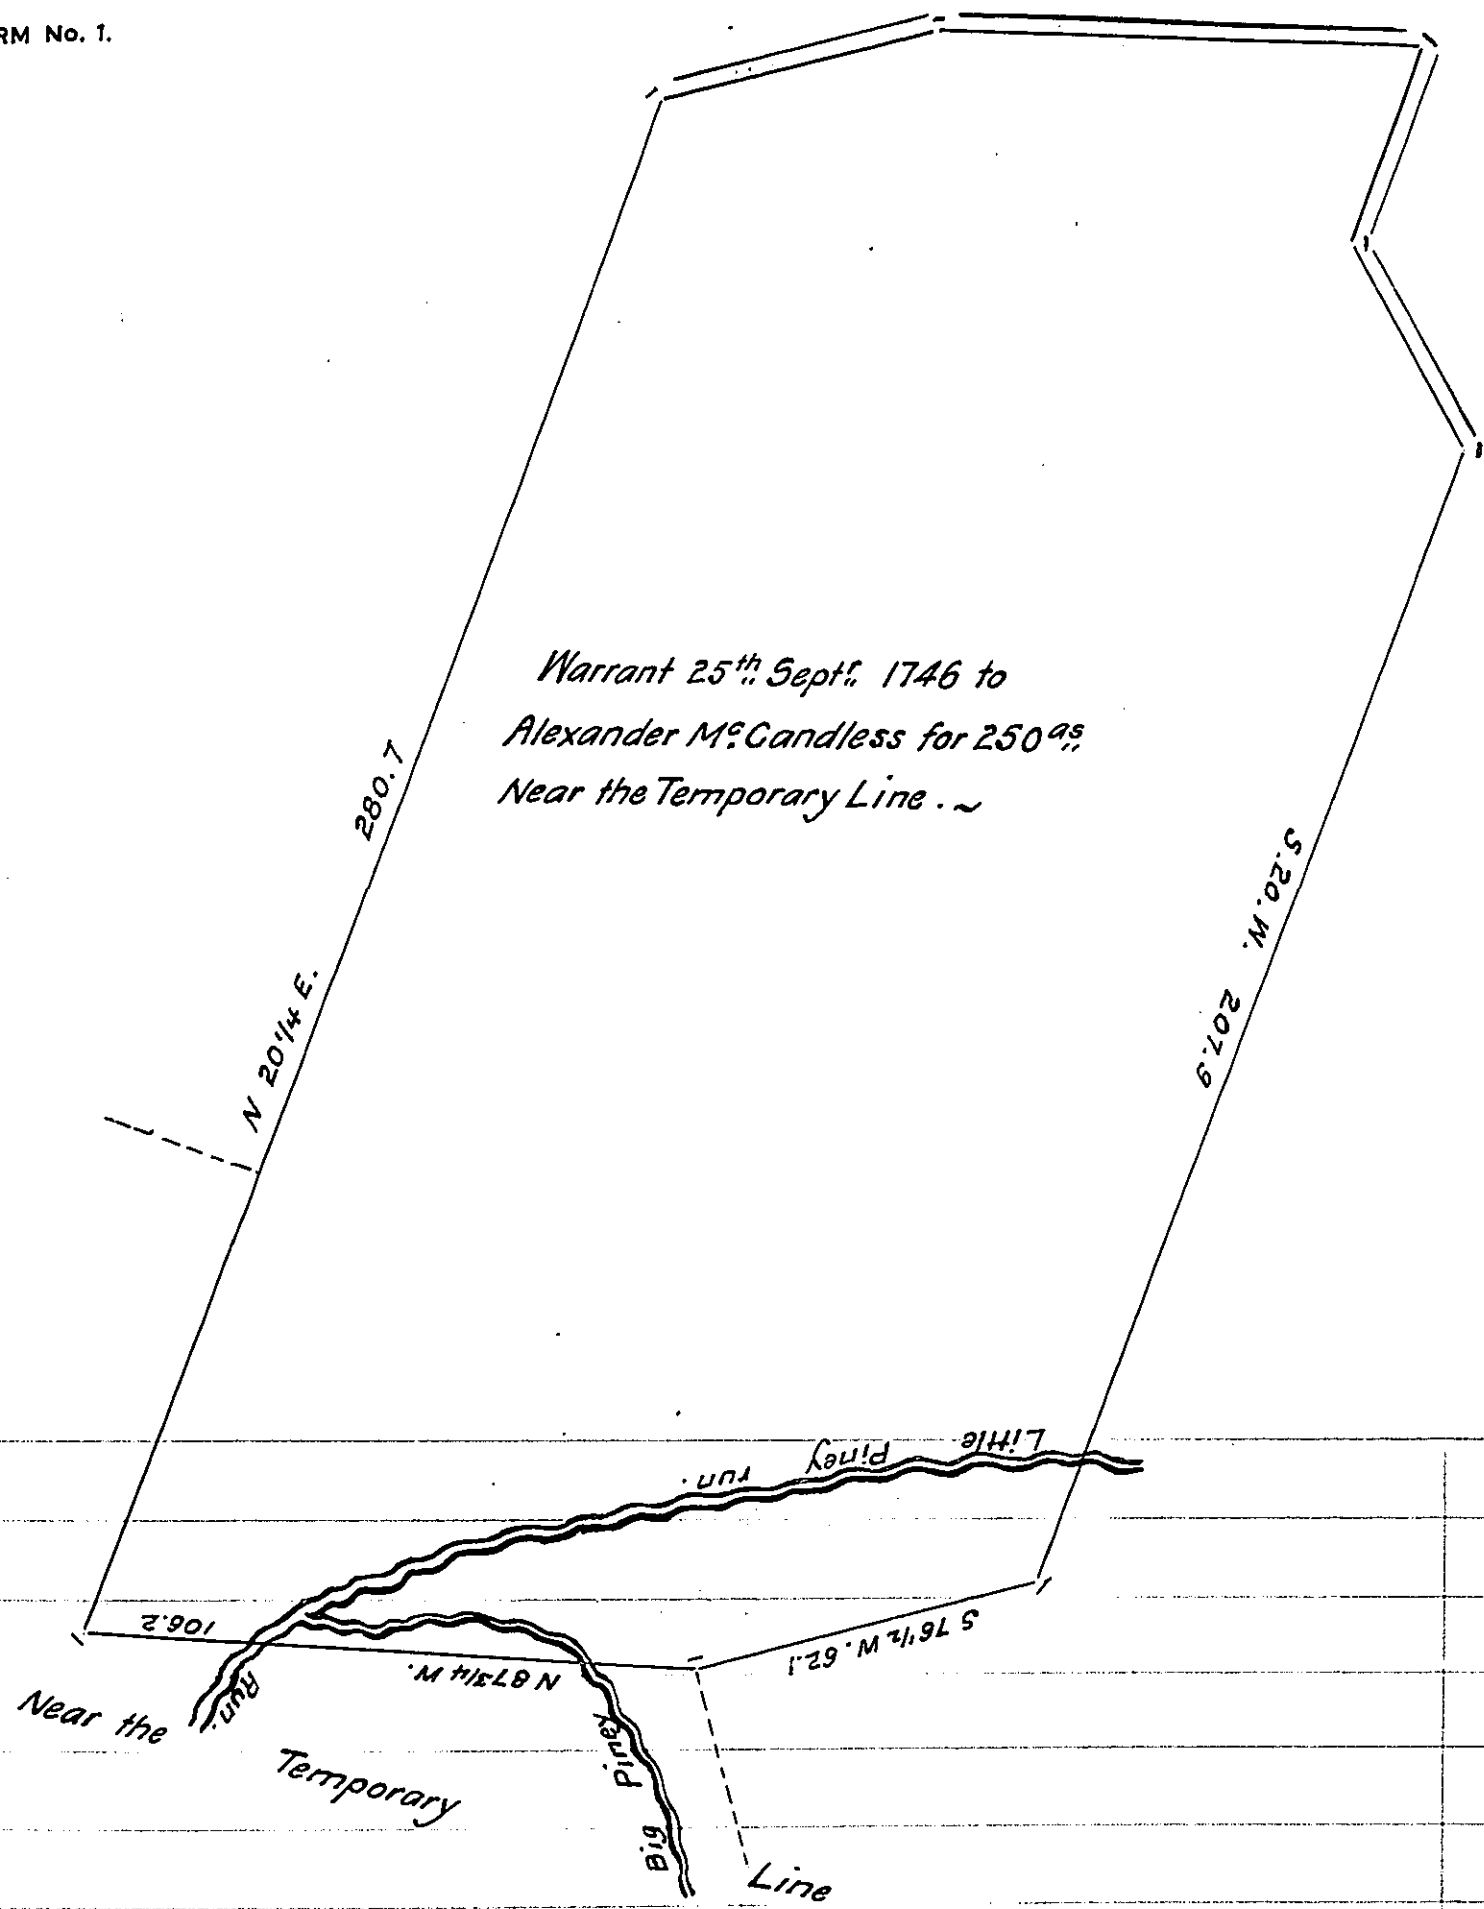 RM No. 1.
Warrant 25th Septr. 1746 to
Alexander McCandless for 250 as
Near the Temporary Line . ~
280.7
N 20 1/4 E.
S. 20. W. 207.9
Little Piney run.
S 76 1/2 W. 62.1
106.2
N 87 3/4 W.
Big Piney Run.
Near the
Temporary
Line